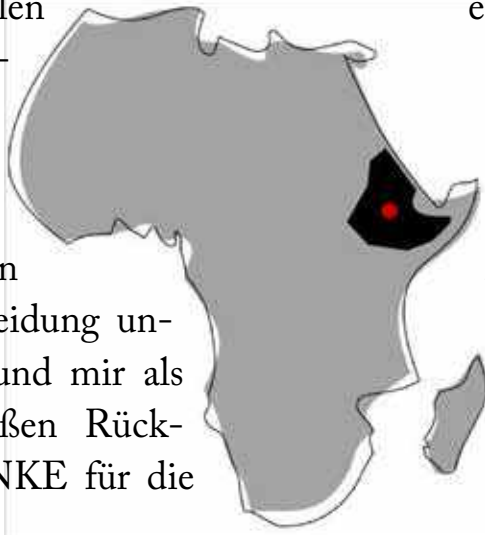 len e
n
eidung un-
und mir als
ßen Rück-
NKE für die